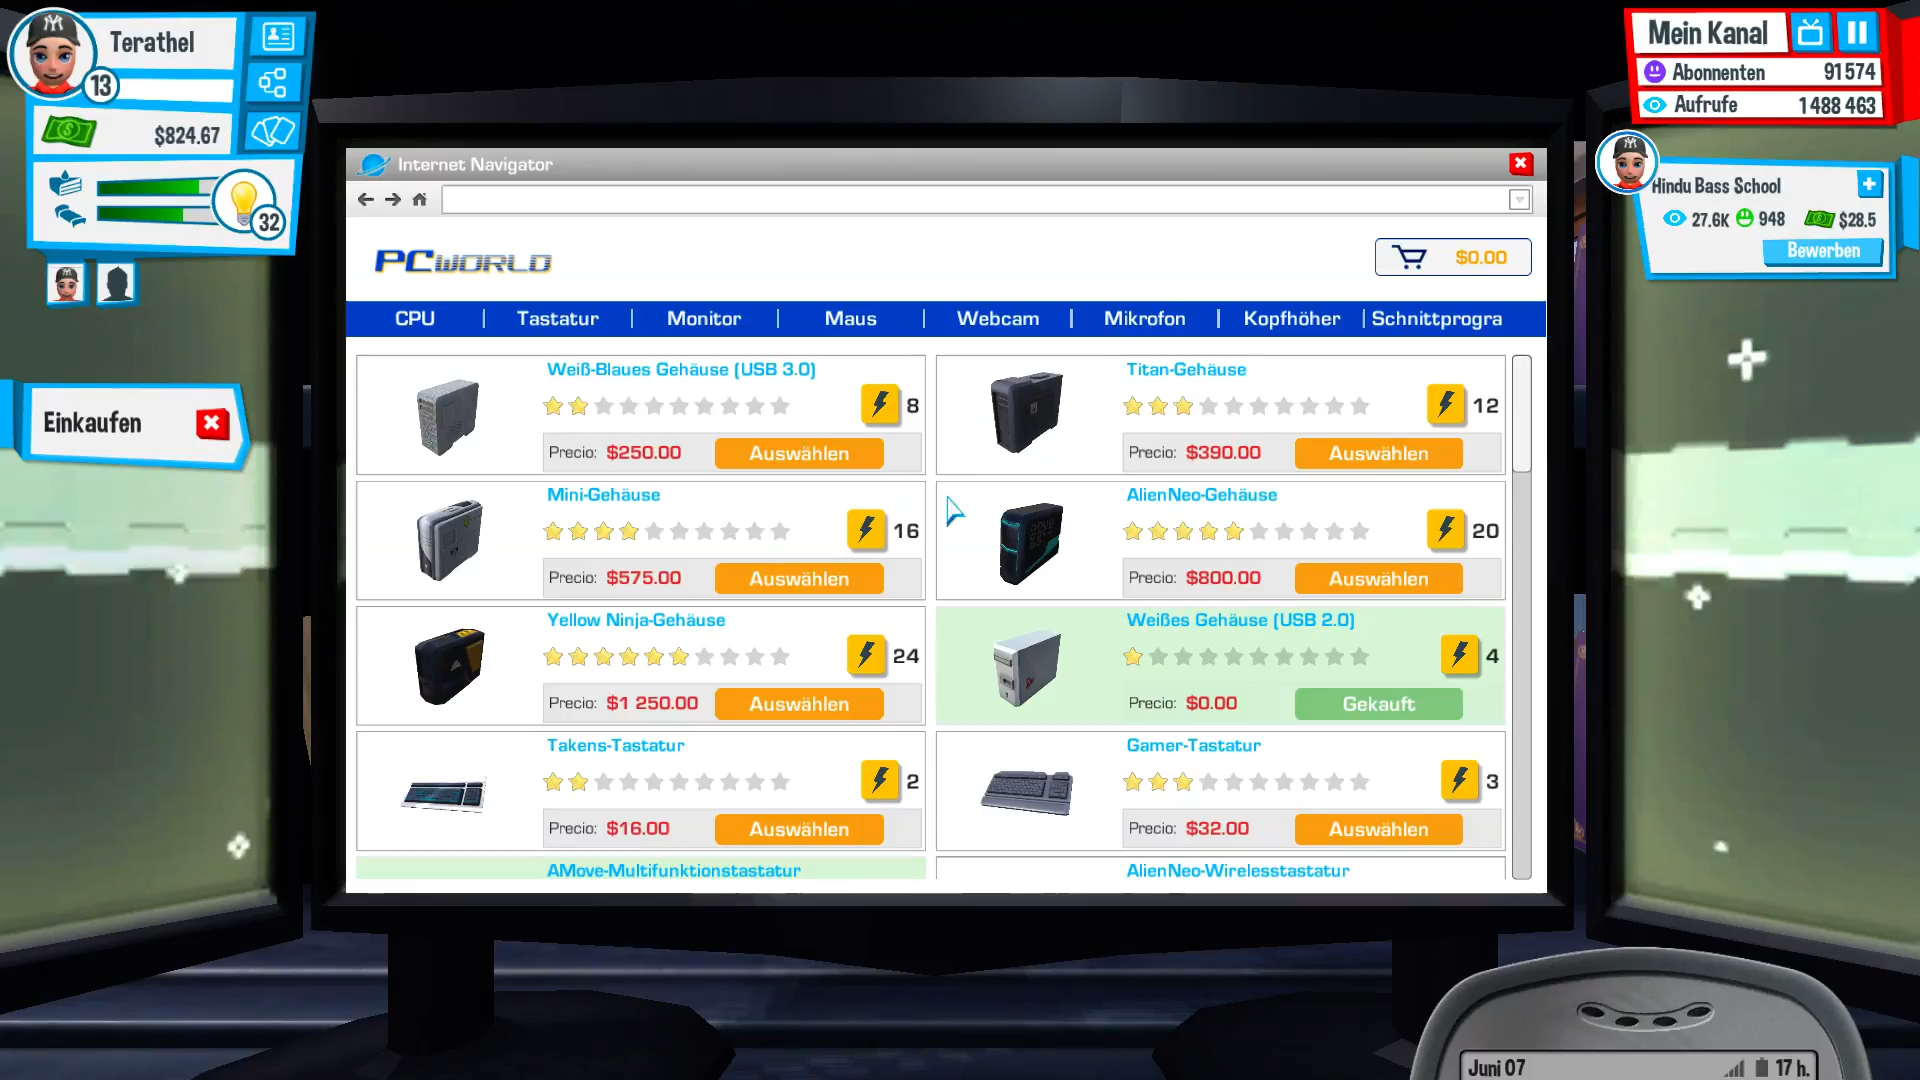 Terathel
13
$824.67
32
Mein Kanal
Abonnenten 91 574
Aufrufe 1 488 463
Hindu Bass School
27.6K 948 $28.5
Bewerben
Einkaufen
Internet Navigator
PCWORLD
$0.00
CPU | Tastatur | Monitor | Maus | Webcam | Mikrofon | Kopfhöher | Schnittprogra
Weiß-Blaues Gehäuse (USB 3.0)
8
Precio: $250.00 Auswählen
Titan-Gehäuse
12
Precio: $390.00 Auswählen
Mini-Gehäuse
16
Precio: $575.00 Auswählen
AlienNeo-Gehäuse
20
Precio: $800.00 Auswählen
Yellow Ninja-Gehäuse
24
Precio: $1 250.00 Auswählen
Weißes Gehäuse (USB 2.0)
4
Precio: $0.00 Gekauft
Takens-Tastatur
2
Precio: $16.00 Auswählen
Gamer-Tastatur
3
Precio: $32.00 Auswählen
AMove-Multifunktionstastatur
AlienNeo-Wirelesstastatur
Juni 07 17 h.